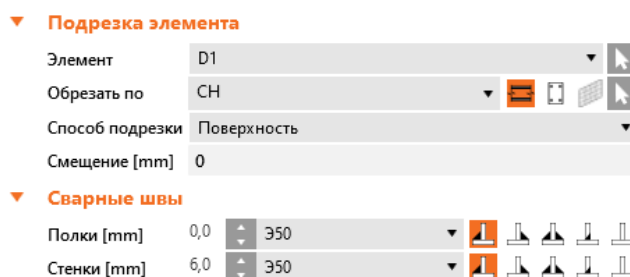 Подрезка элемента
Элемент D1
Обрезать по CH
Способ подрезки Поверхность
Смещение [mm] 0
Сварные швы
Полки [mm] 0,0 Э50
Стенки [mm] 6,0 Э50